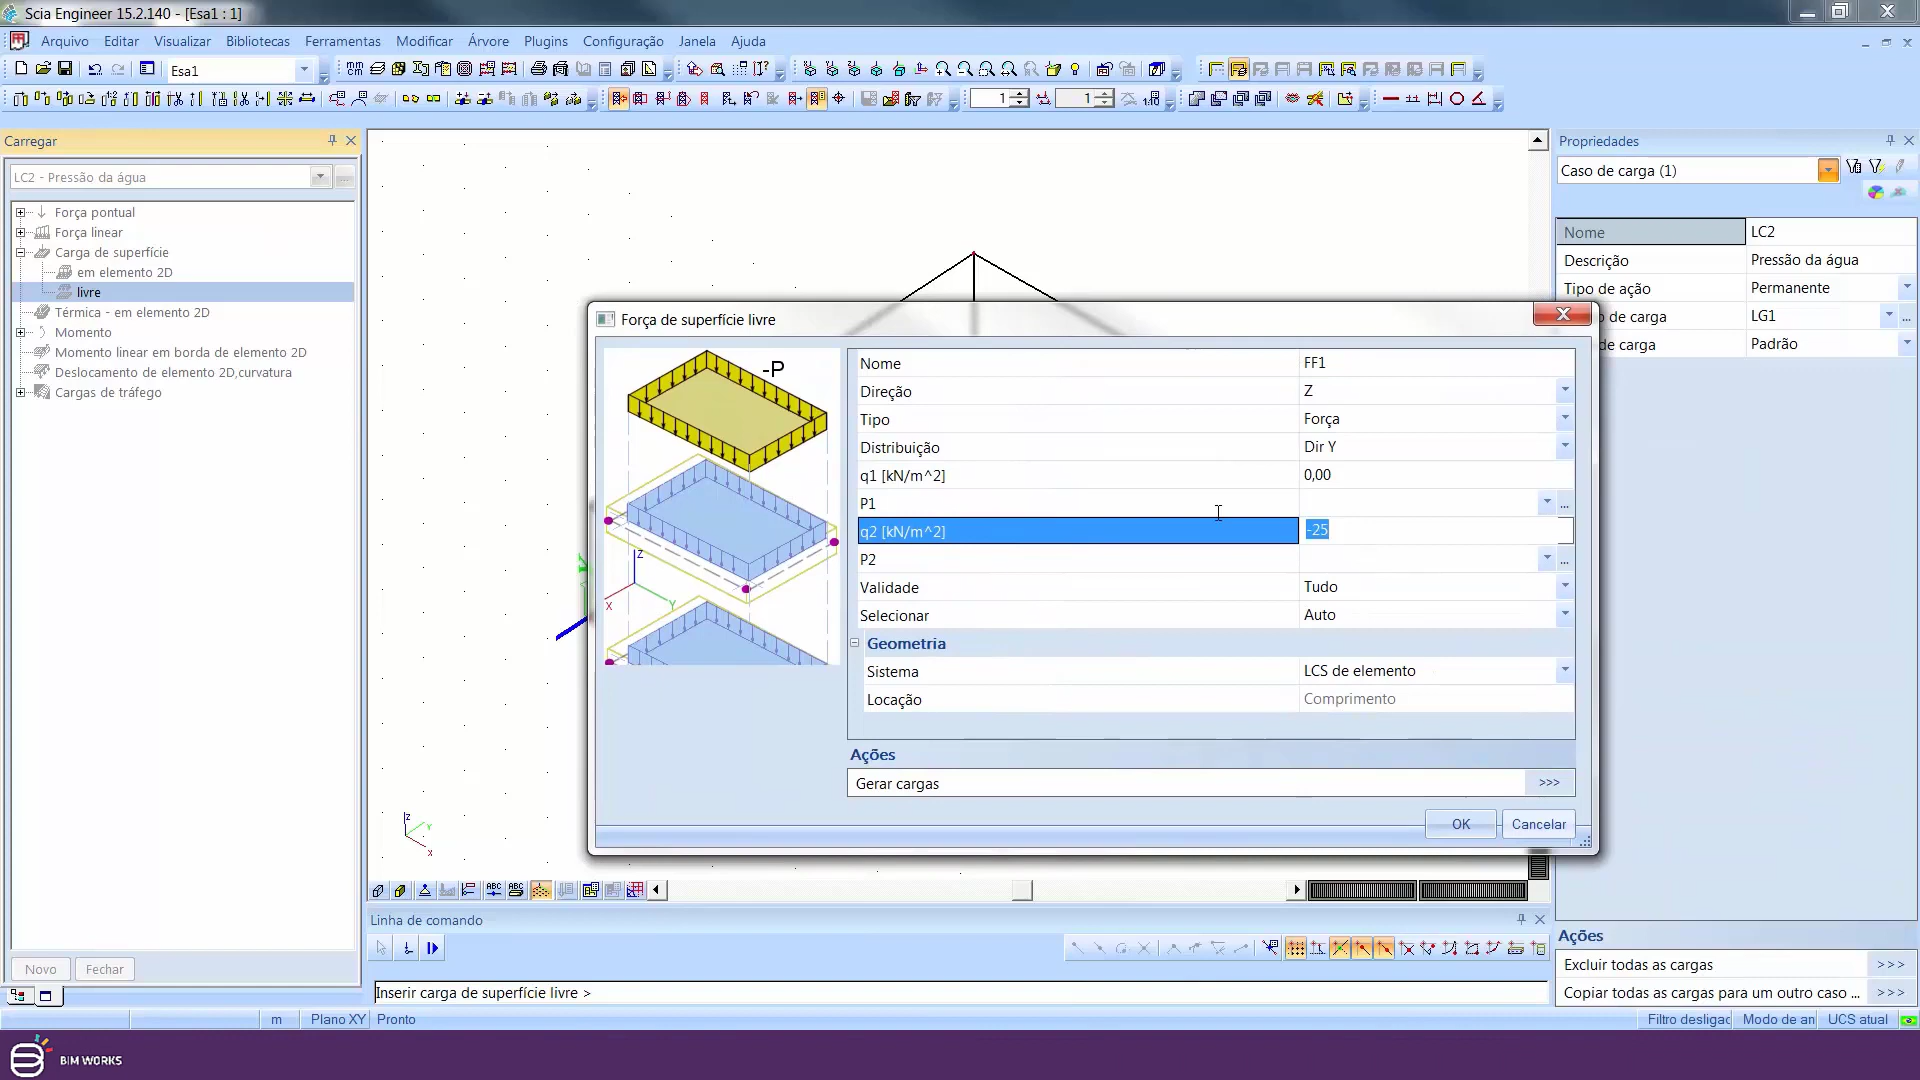 Scia Engineer 15.2.140 - [Esa1 : 1]
Arquivo Editar Visualizar Bibliotecas Ferramentas Modificar Árvore Plugins Configuração Janela Ajuda
Esa1
1 1
Carregar
LC2 - Pressão da água
Força pontual
Força linear
Carga de superfície
em elemento 2D
livre
Térmica - em elemento 2D
Momento
Momento linear em borda de elemento 2D
Deslocamento de elemento 2D,curvatura
Cargas de tráfego
Novo Fechar
Força de superfície livre
-P
Z
X
Y
Nome FF1
Direção Z
Tipo Força
Distribuição Dir Y
q1 [kN/m^2] 0,00
P1 ...
q2 [kN/m^2] -25
P2 ...
Validade Tudo
Selecionar Auto
Geometria
Sistema LCS de elemento
Locação Comprimento
Ações
Gerar cargas >>>
OK Cancelar
Z
Y
X
Propriedades
Caso de carga (1)
Nome LC2
Descrição Pressão da água
Tipo de ação Permanente
o de carga LG1 ...
de carga Padrão
Ações
Excluir todas as cargas >>>
Copiar todas as cargas para um outro caso ... >>>
ABC ABC
Linha de comando
Inserir carga de superfície livre >
m Plano XY Pronto Filtro desligac Modo de an UCS atual
BIM WORKS